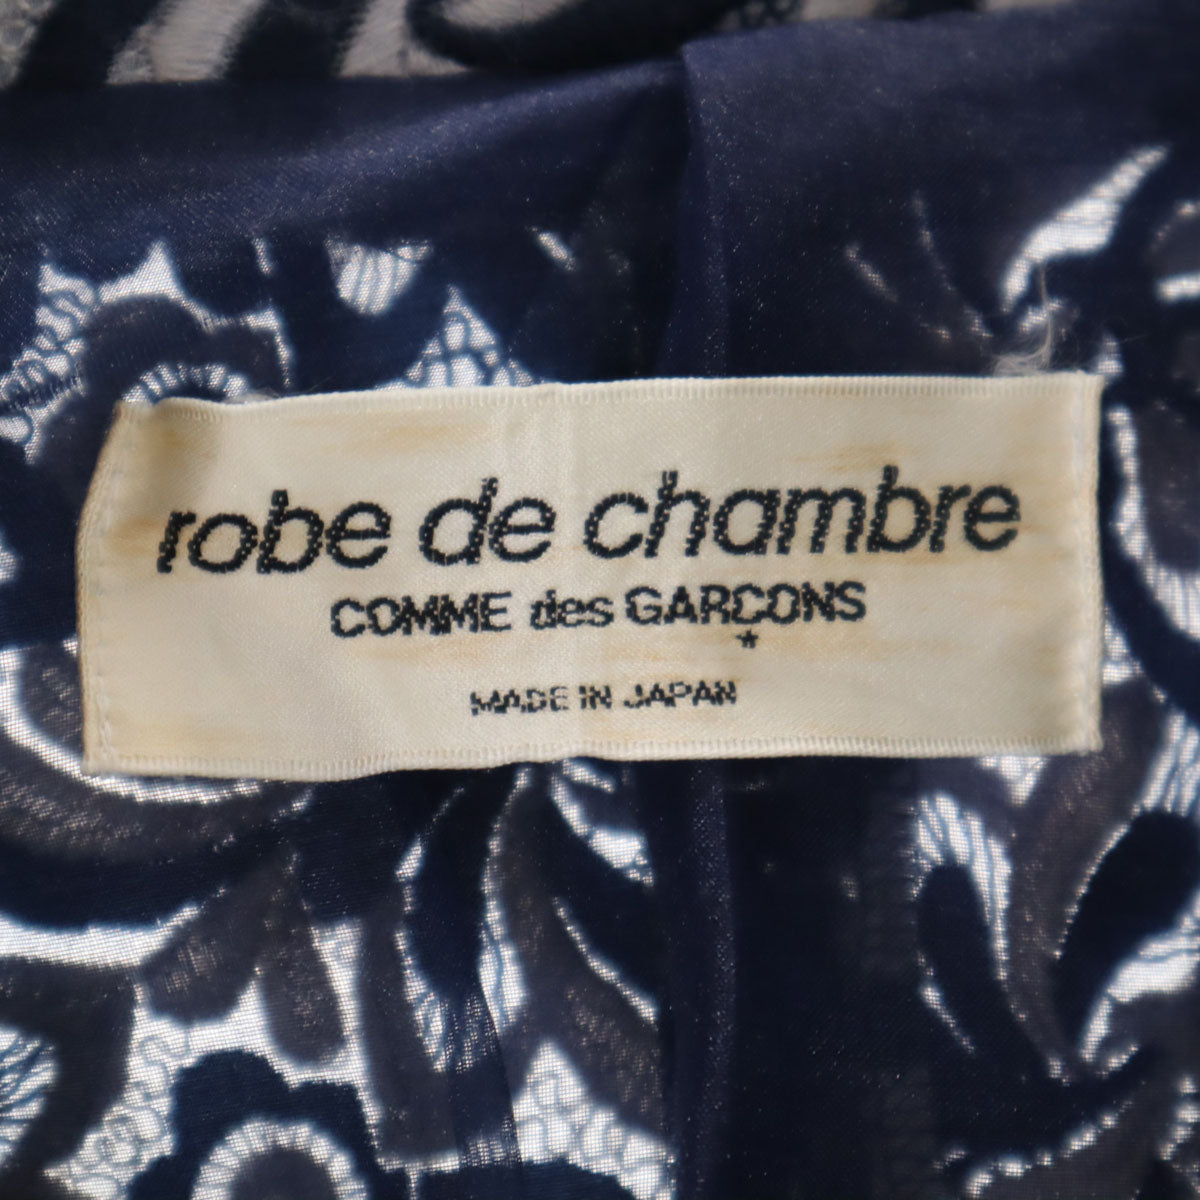 robe de chambre
COMME des GARÇONS
*
MADE IN JAPAN